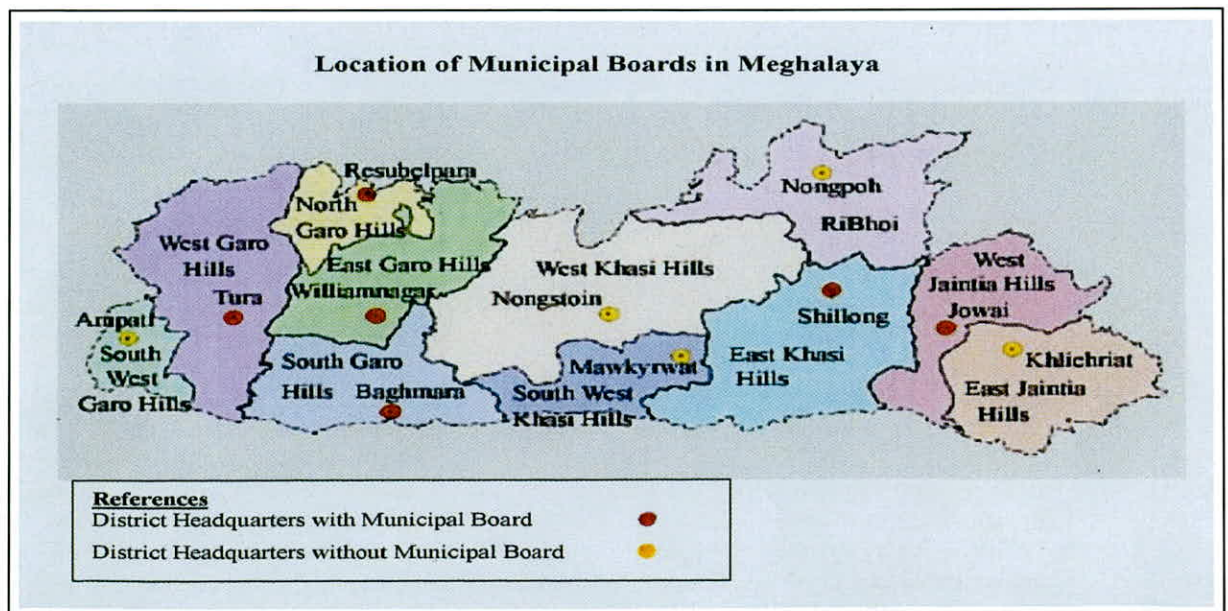 Location of Municipal Boards in Meghalaya
Resubelpara
North
Garo Hills
West Garo
Hills
Tura
East Garo Hills
Williamnagar
Ampati
South
West
Garo Hills
South Garo
Hills
Baghmara
West Khasi Hills
Nongstoin
Mawkyrwat
South West
Khasi Hills
Nongpoh
RiBhoi
Shillong
East Khasi
Hills
West
Jaintia Hills
Jowai
Khlichriat
East Jaintia
Hills
References
District Headquarters with Municipal Board
District Headquarters without Municipal Board